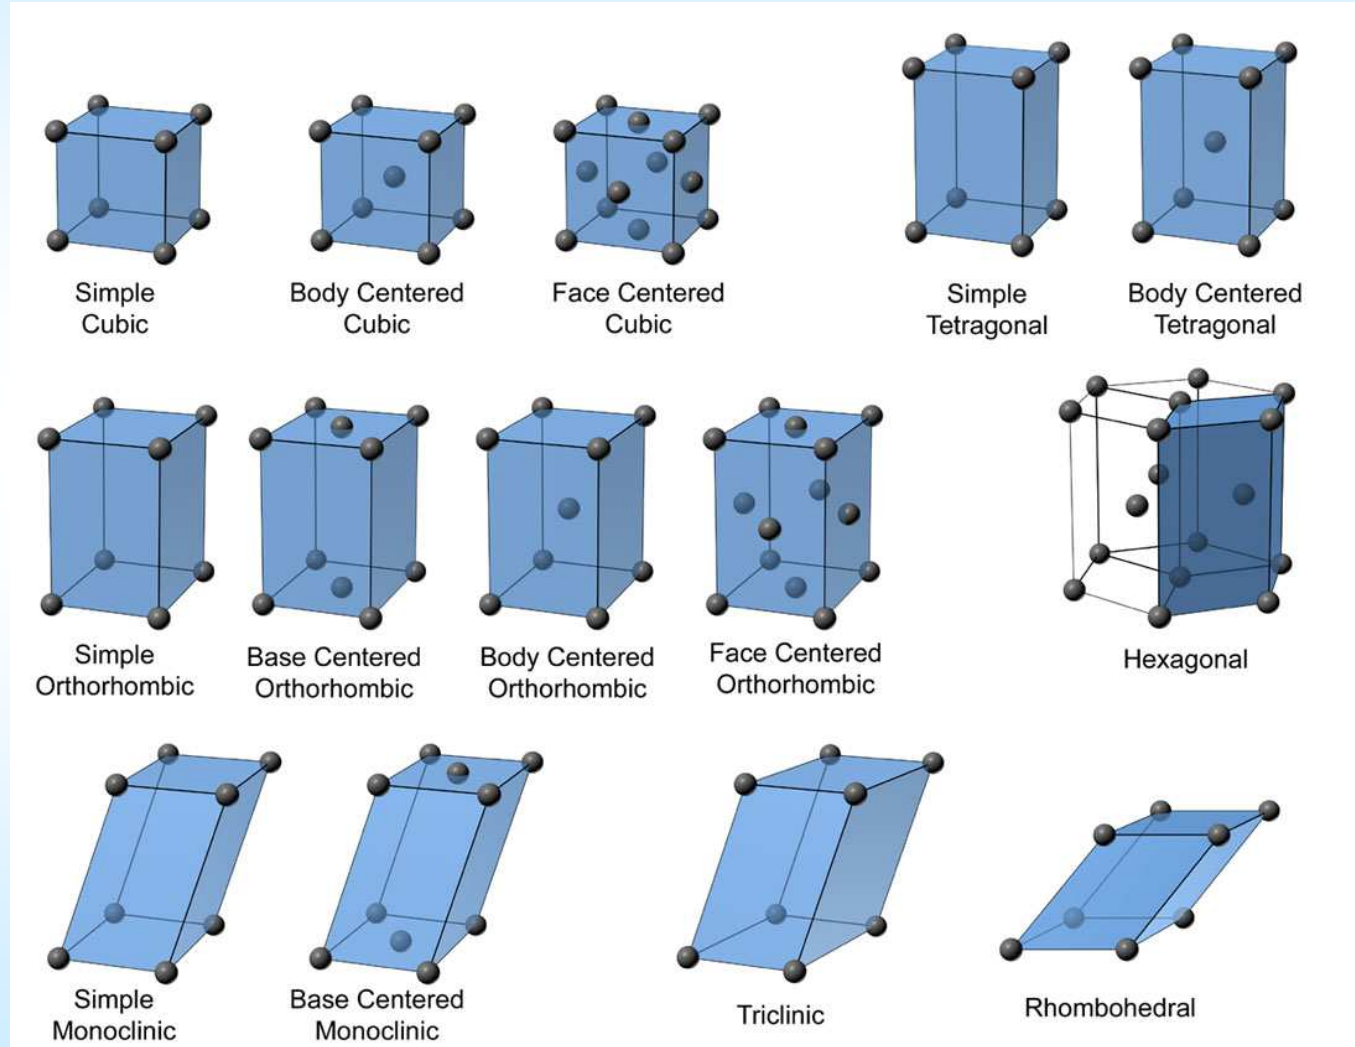 Simple
Cubic
Body Centered
Cubic
Face Centered
Cubic
Simple
Tetragonal
Body Centered
Tetragonal
Simple
Orthorhombic
Base Centered
Orthorhombic
Body Centered
Orthorhombic
Face Centered
Orthorhombic
Hexagonal
Simple
Monoclinic
Base Centered
Monoclinic
Triclinic
Rhombohedral